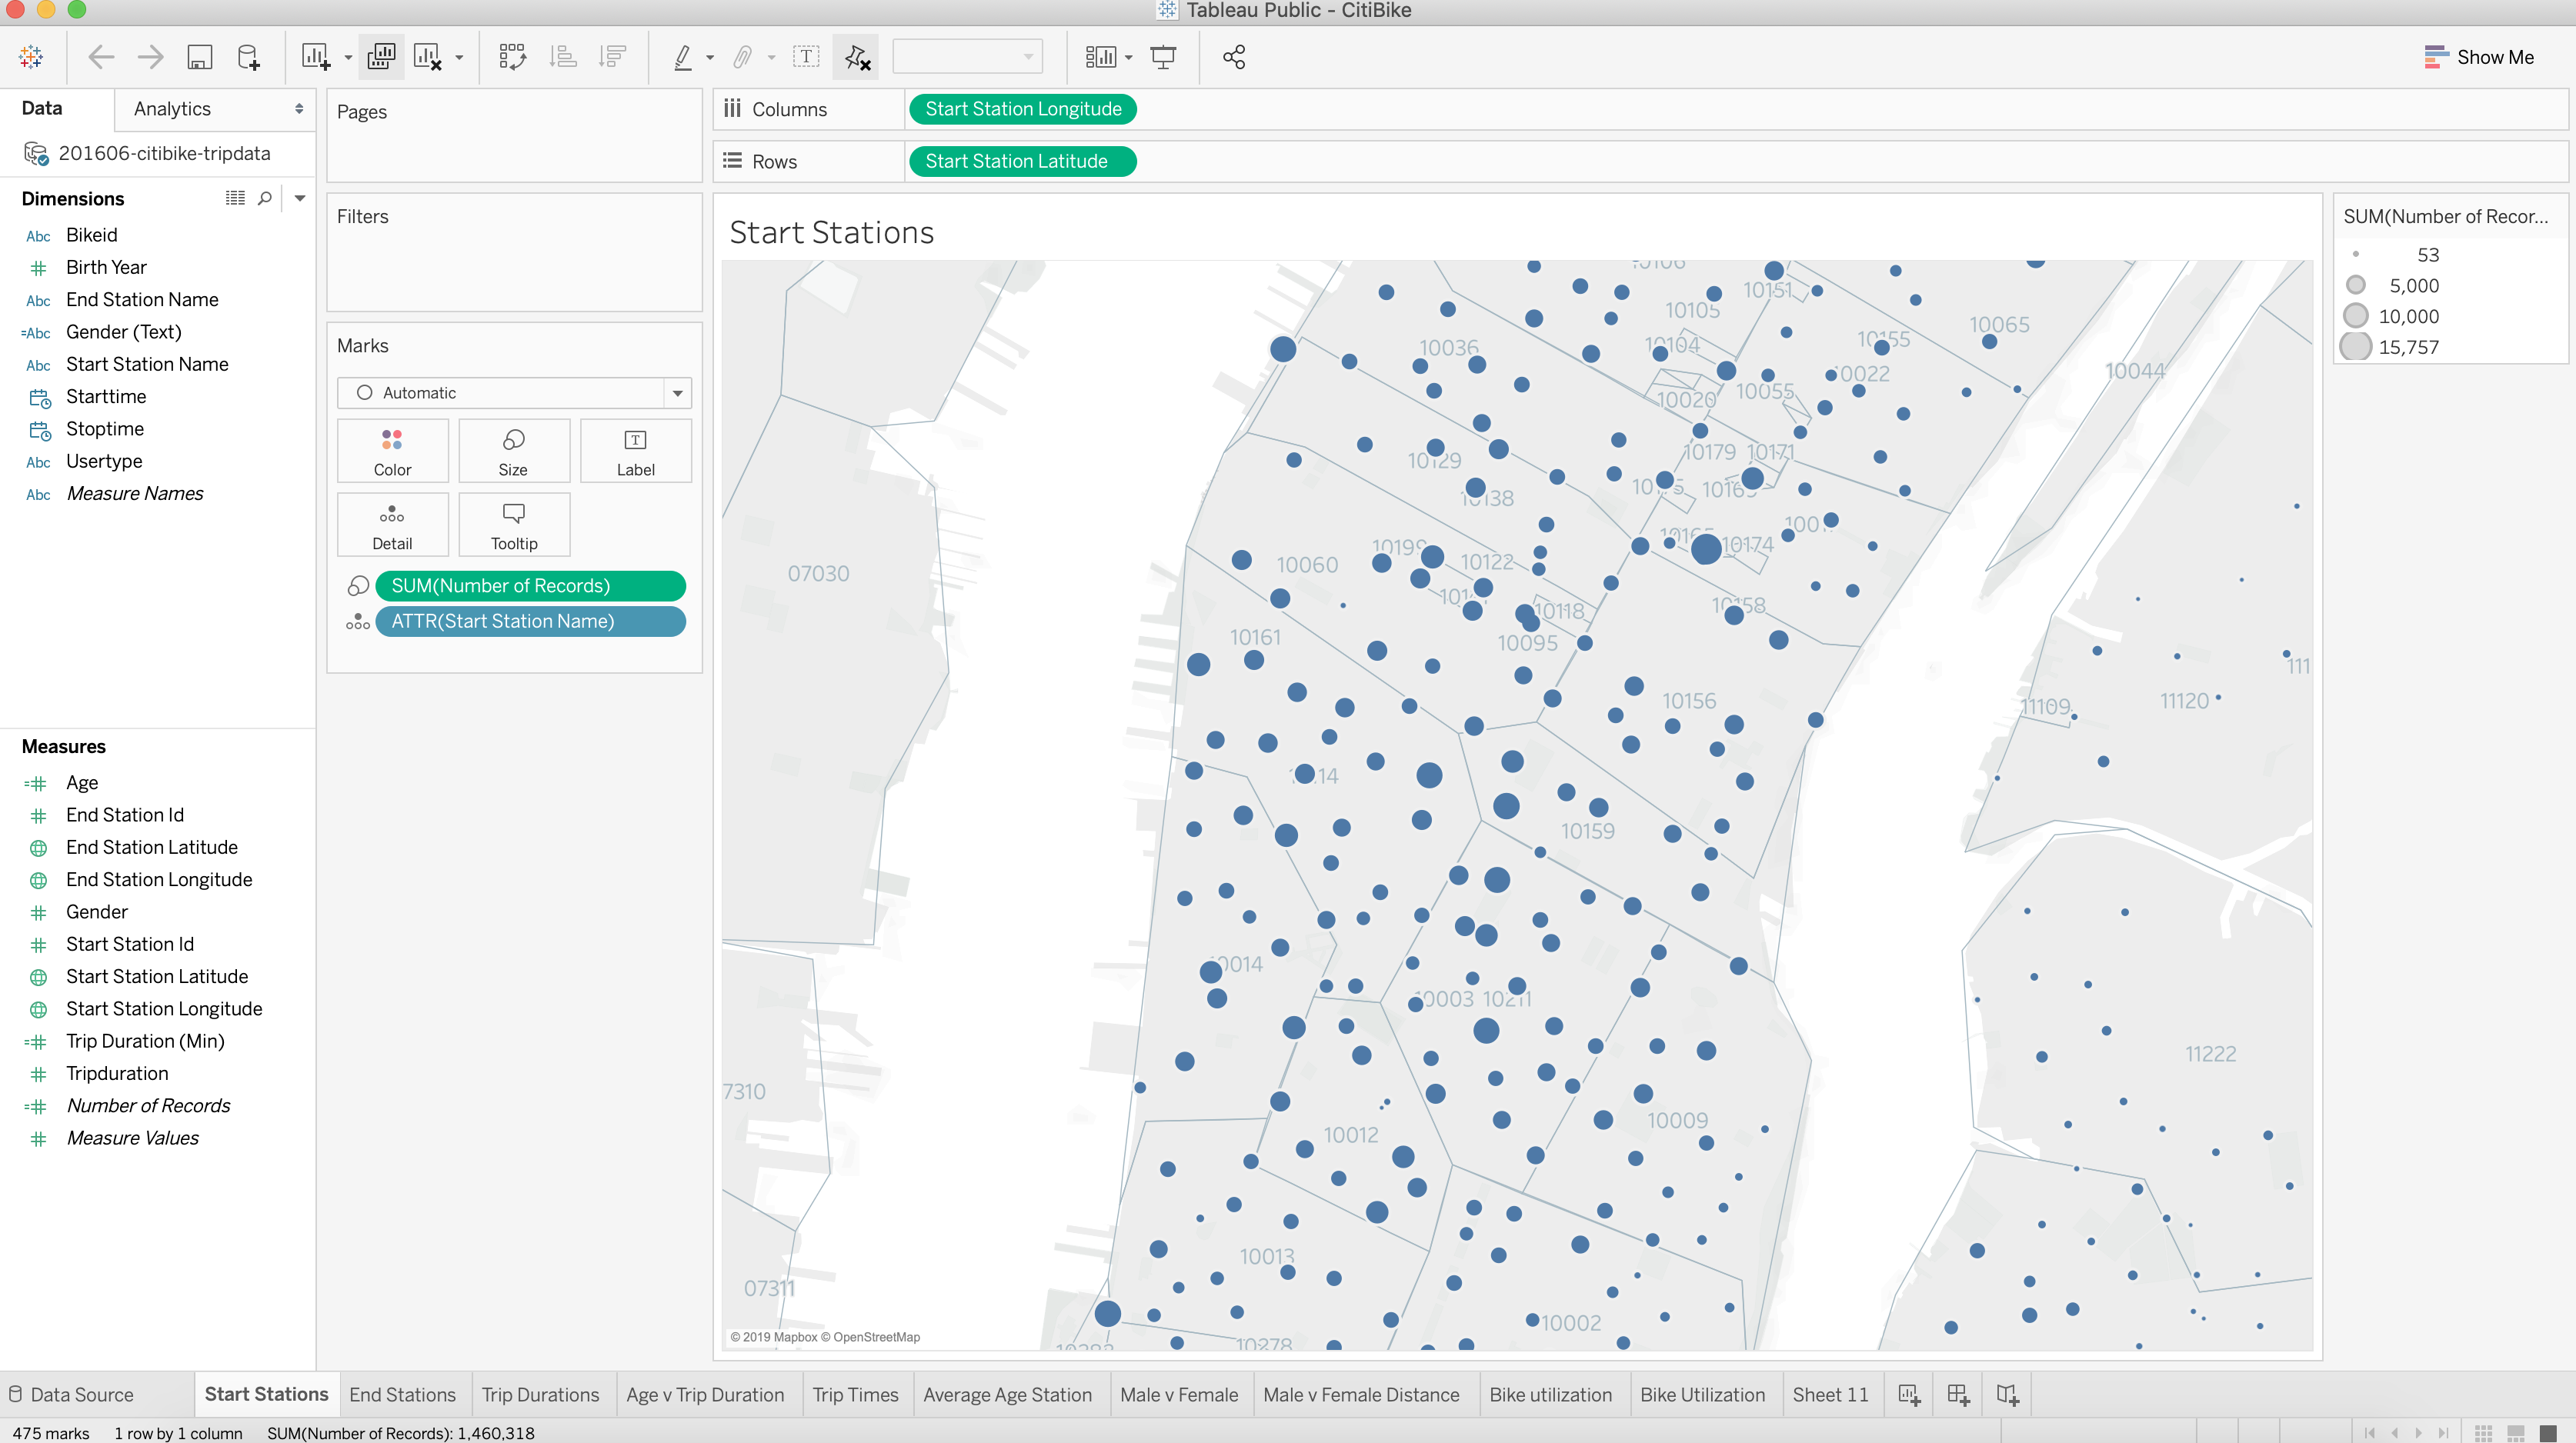 Tableau Public - CitiBike
Show Me
Data
Analytics
201606-citibike-tripdata
Dimensions
Abc Bikeid
Birth Year
Abc End Station Name
=Abc Gender (Text)
Abc Start Station Name
Starttime
Stoptime
Abc Usertype
Abc Measure Names
Measures
Age
End Station Id
End Station Latitude
End Station Longitude
Gender
Start Station Id
Start Station Latitude
Start Station Longitude
Trip Duration (Min)
Tripduration
Number of Records
Measure Values
Pages
Filters
Marks
Automatic
Color
Size
Label
Detail
Tooltip
SUM(Number of Records)
ATTR(Start Station Name)
Columns
Start Station Longitude
Rows
Start Station Latitude
Start Stations
10151
10105
10065
10036
10104
10155
10022
10044
10055
10020
10129
10179 10171
10138
10174
10199
10122
10060
07030
10118
10158
10161
10095
10156
11109
11120
10159
10003
11222
10009
10012
10013
07311
10002
© 2019 Mapbox © OpenStreetMap
SUM(Number of Recor...
53
5,000
10,000
15,757
Data Source
Start Stations
End Stations
Trip Durations
Age v Trip Duration
Trip Times
Average Age Station
Male v Female
Male v Female Distance
Bike utilization
Bike Utilization
Sheet 11
475 marks
1 row by 1 column
SUM(Number of Records): 1,460,318